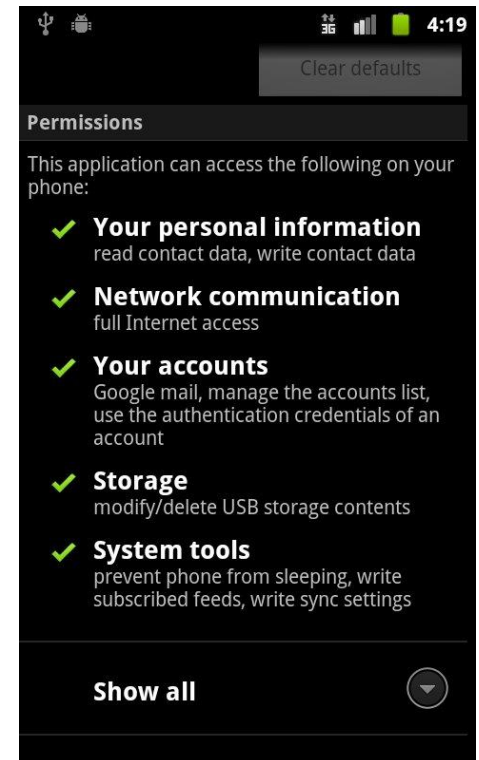 3G 4:19
Clear defaults
Permissions
This application can access the following on your
phone:
Your personal information
read contact data, write contact data
Network communication
full Internet access
Your accounts
Google mail, manage the accounts list,
use the authentication credentials of an
account
Storage
modify/delete USB storage contents
System tools
prevent phone from sleeping, write
subscribed feeds, write sync settings
Show all